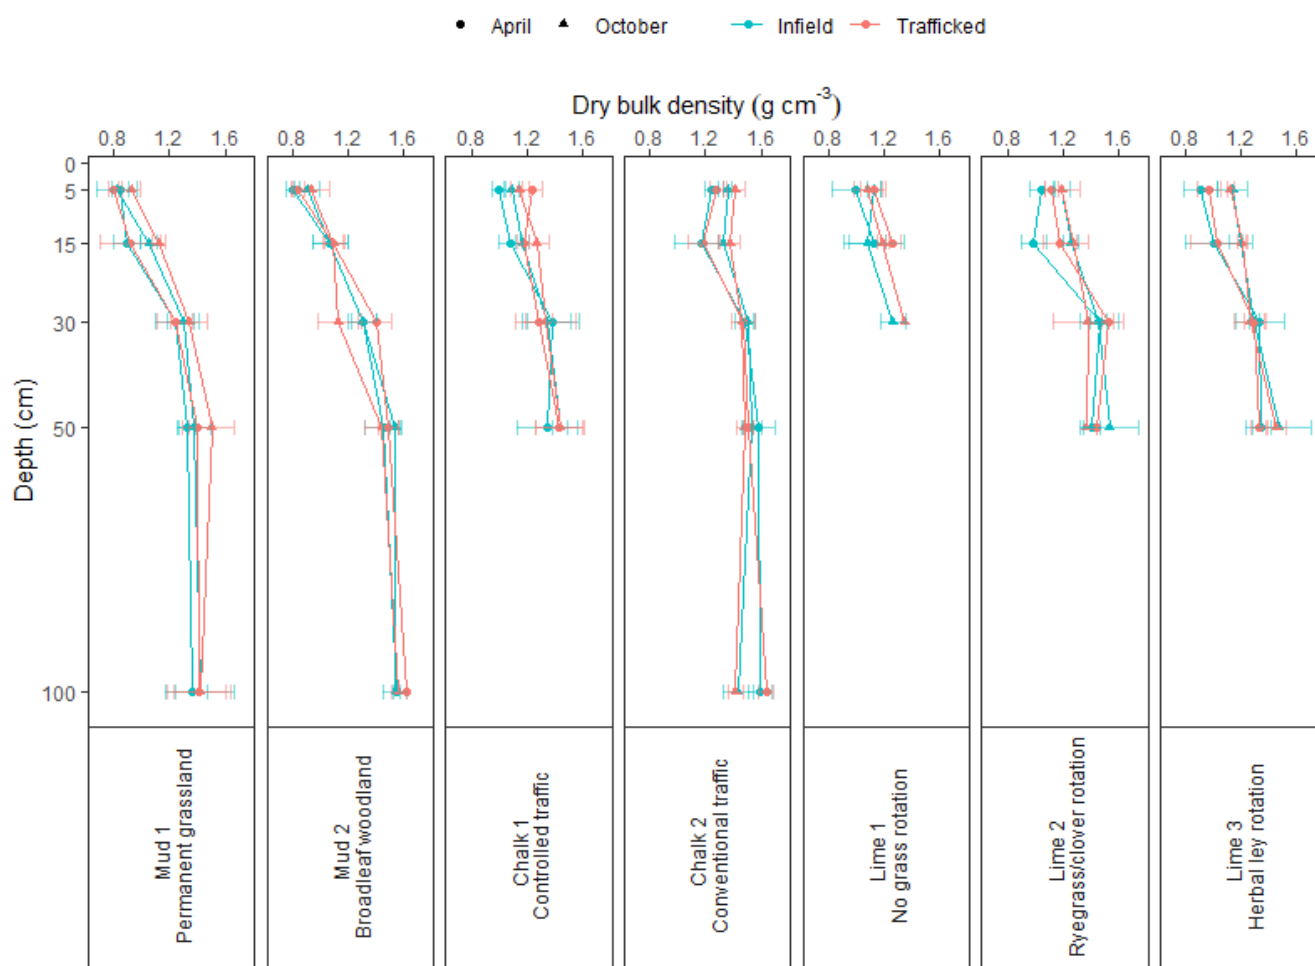 April October Infield Trafficked
Dry bulk density (g cm⁻³)
0.8 1.2 1.6 0.8 1.2 1.6 0.8 1.2 1.6 0.8 1.2 1.6 0.8 1.2 1.6 0.8 1.2 1.6 0.8 1.2 1.6
0
5
15
30
50
100
Depth (cm)
Mud 1
Permanent grassland
Mud 2
Broadleaf woodland
Chalk 1
Controlled traffic
Chalk 2
Conventional traffic
Lime 1
No grass rotation
Lime 2
Ryegrass/clover rotation
Lime 3
Herbal ley rotation